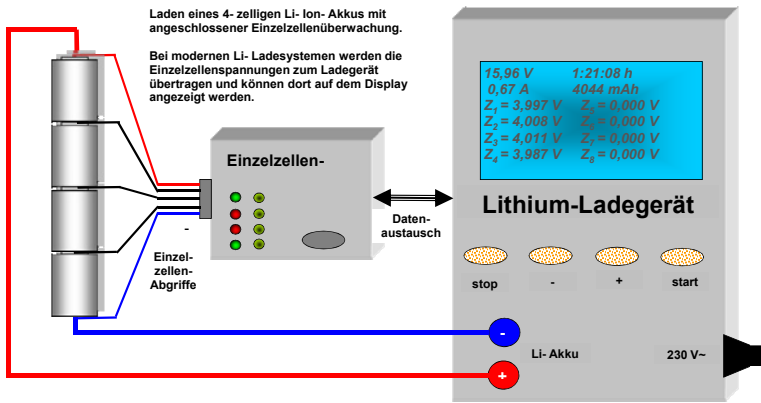 Laden eines 4- zelligen Li- Ion- Akkus mit
angeschlossener Einzelzellenüberwachung.
Bei modernen Li- Ladesystemen werden die
Einzelzellenspannungen zum Ladegerät
übertragen und können dort auf dem Display
angezeigt werden.
15,96 V 1:21:08 h
0,67 A 4044 mAh
Z1 = 3,997 V Z5 = 0,000 V
Z2 = 4,008 V Z6 = 0,000 V
Z3 = 4,011 V Z7 = 0,000 V
Z4 = 3,987 V Z8 = 0,000 V
Einzelzellen-
Lithium-Ladegerät
Daten-
austausch
-
Einzel-
zellen-
Abgriffe
stop - + start
-
Li- Akku 230 V~
+